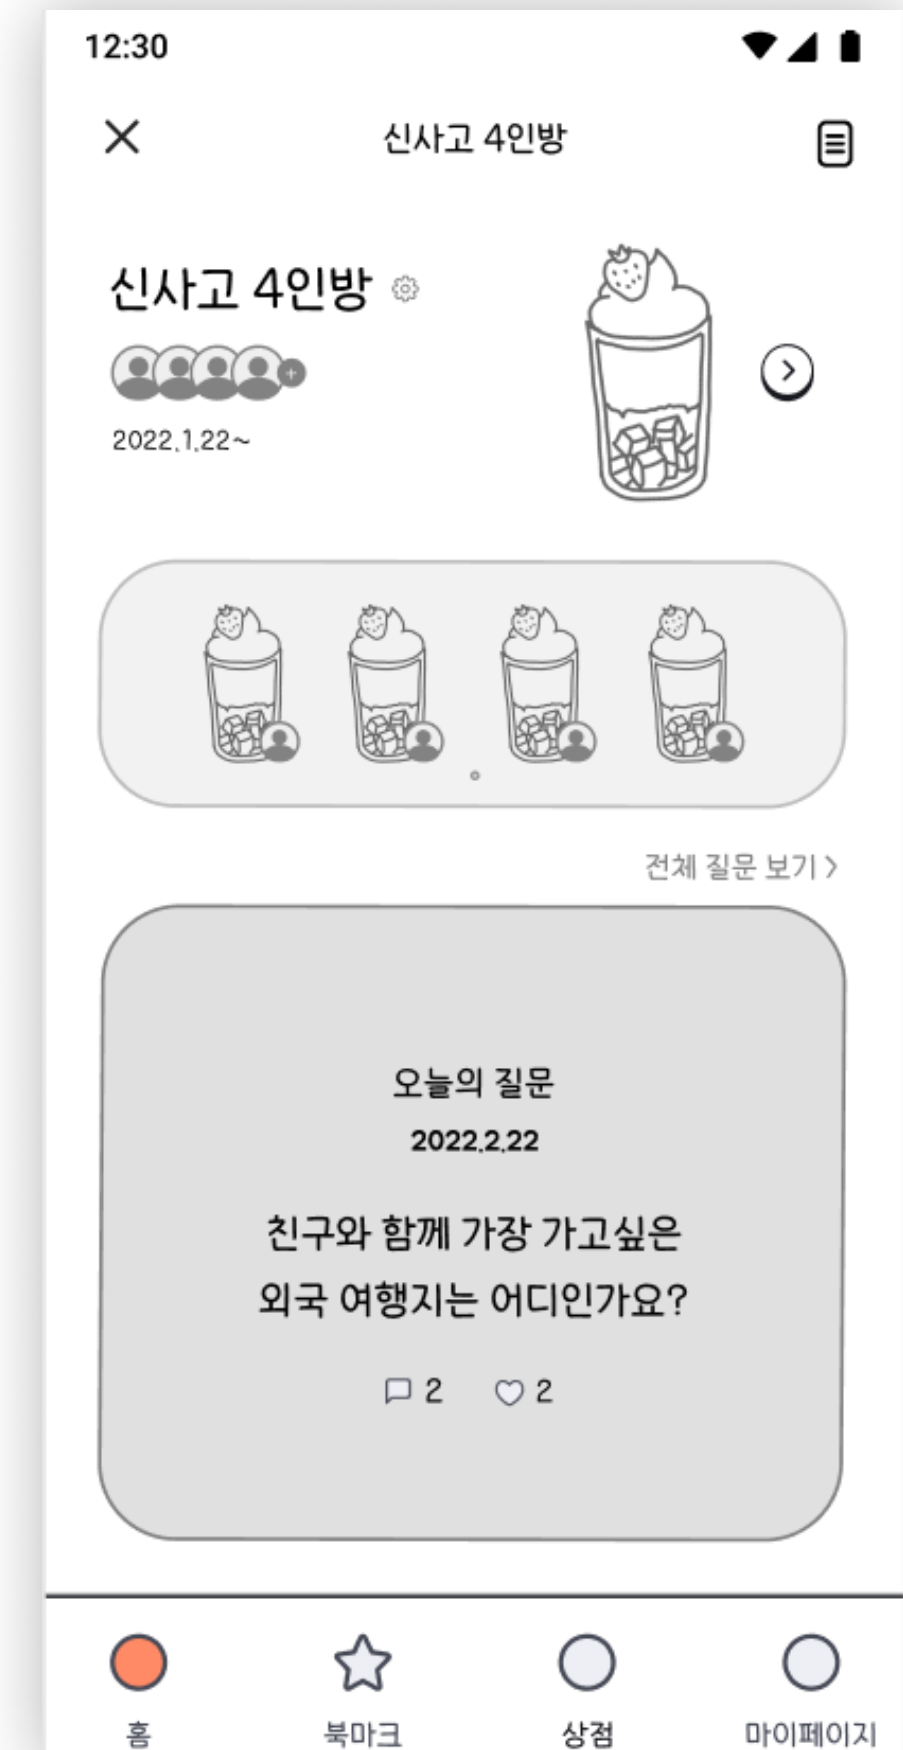 12:30
신사고 4인방
신사고 4인방
2022.1.22~
전체 질문 보기 >
오늘의 질문
2022.2.22
친구와 함께 가장 가고싶은
외국 여행지는 어디인가요?
2 2
홈 북마크 상점 마이페이지